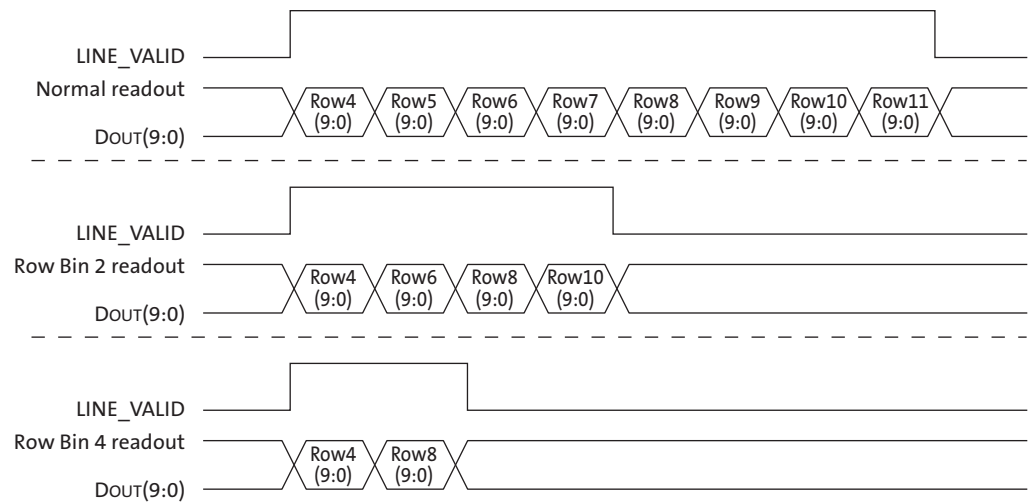 LINE_VALID
Normal readout
Row4 Row5 Row6 Row7 Row8 Row9 Row10 Row11
(9:0) (9:0) (9:0) (9:0) (9:0) (9:0) (9:0) (9:0)
DOUT(9:0)
LINE_VALID
Row Bin 2 readout
Row4 Row6 Row8 Row10
(9:0) (9:0) (9:0) (9:0)
DOUT(9:0)
LINE_VALID
Row Bin 4 readout
Row4 Row8
(9:0) (9:0)
DOUT(9:0)